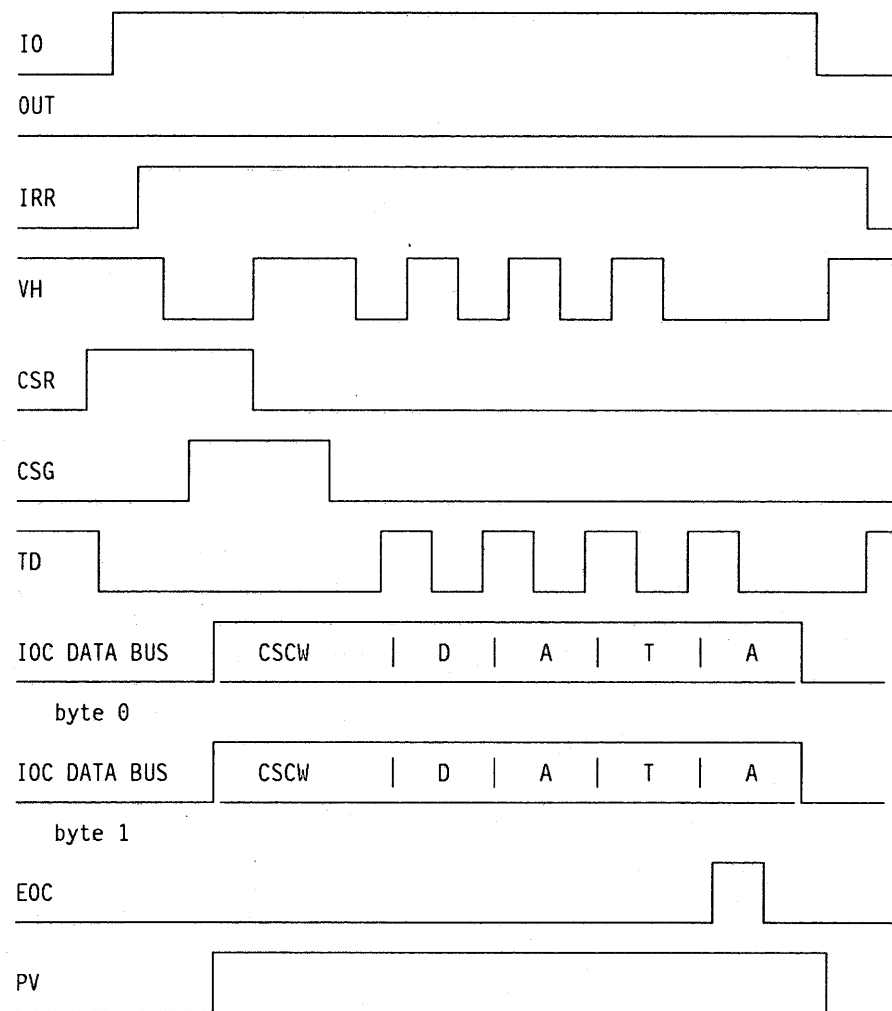 IO
OUT
IRR
VH
CSR
CSG
TD
IOC DATA BUS CSCW | D | A | T | A
byte 0
IOC DATA BUS CSCW | D | A | T | A
byte 1
EOC
PV